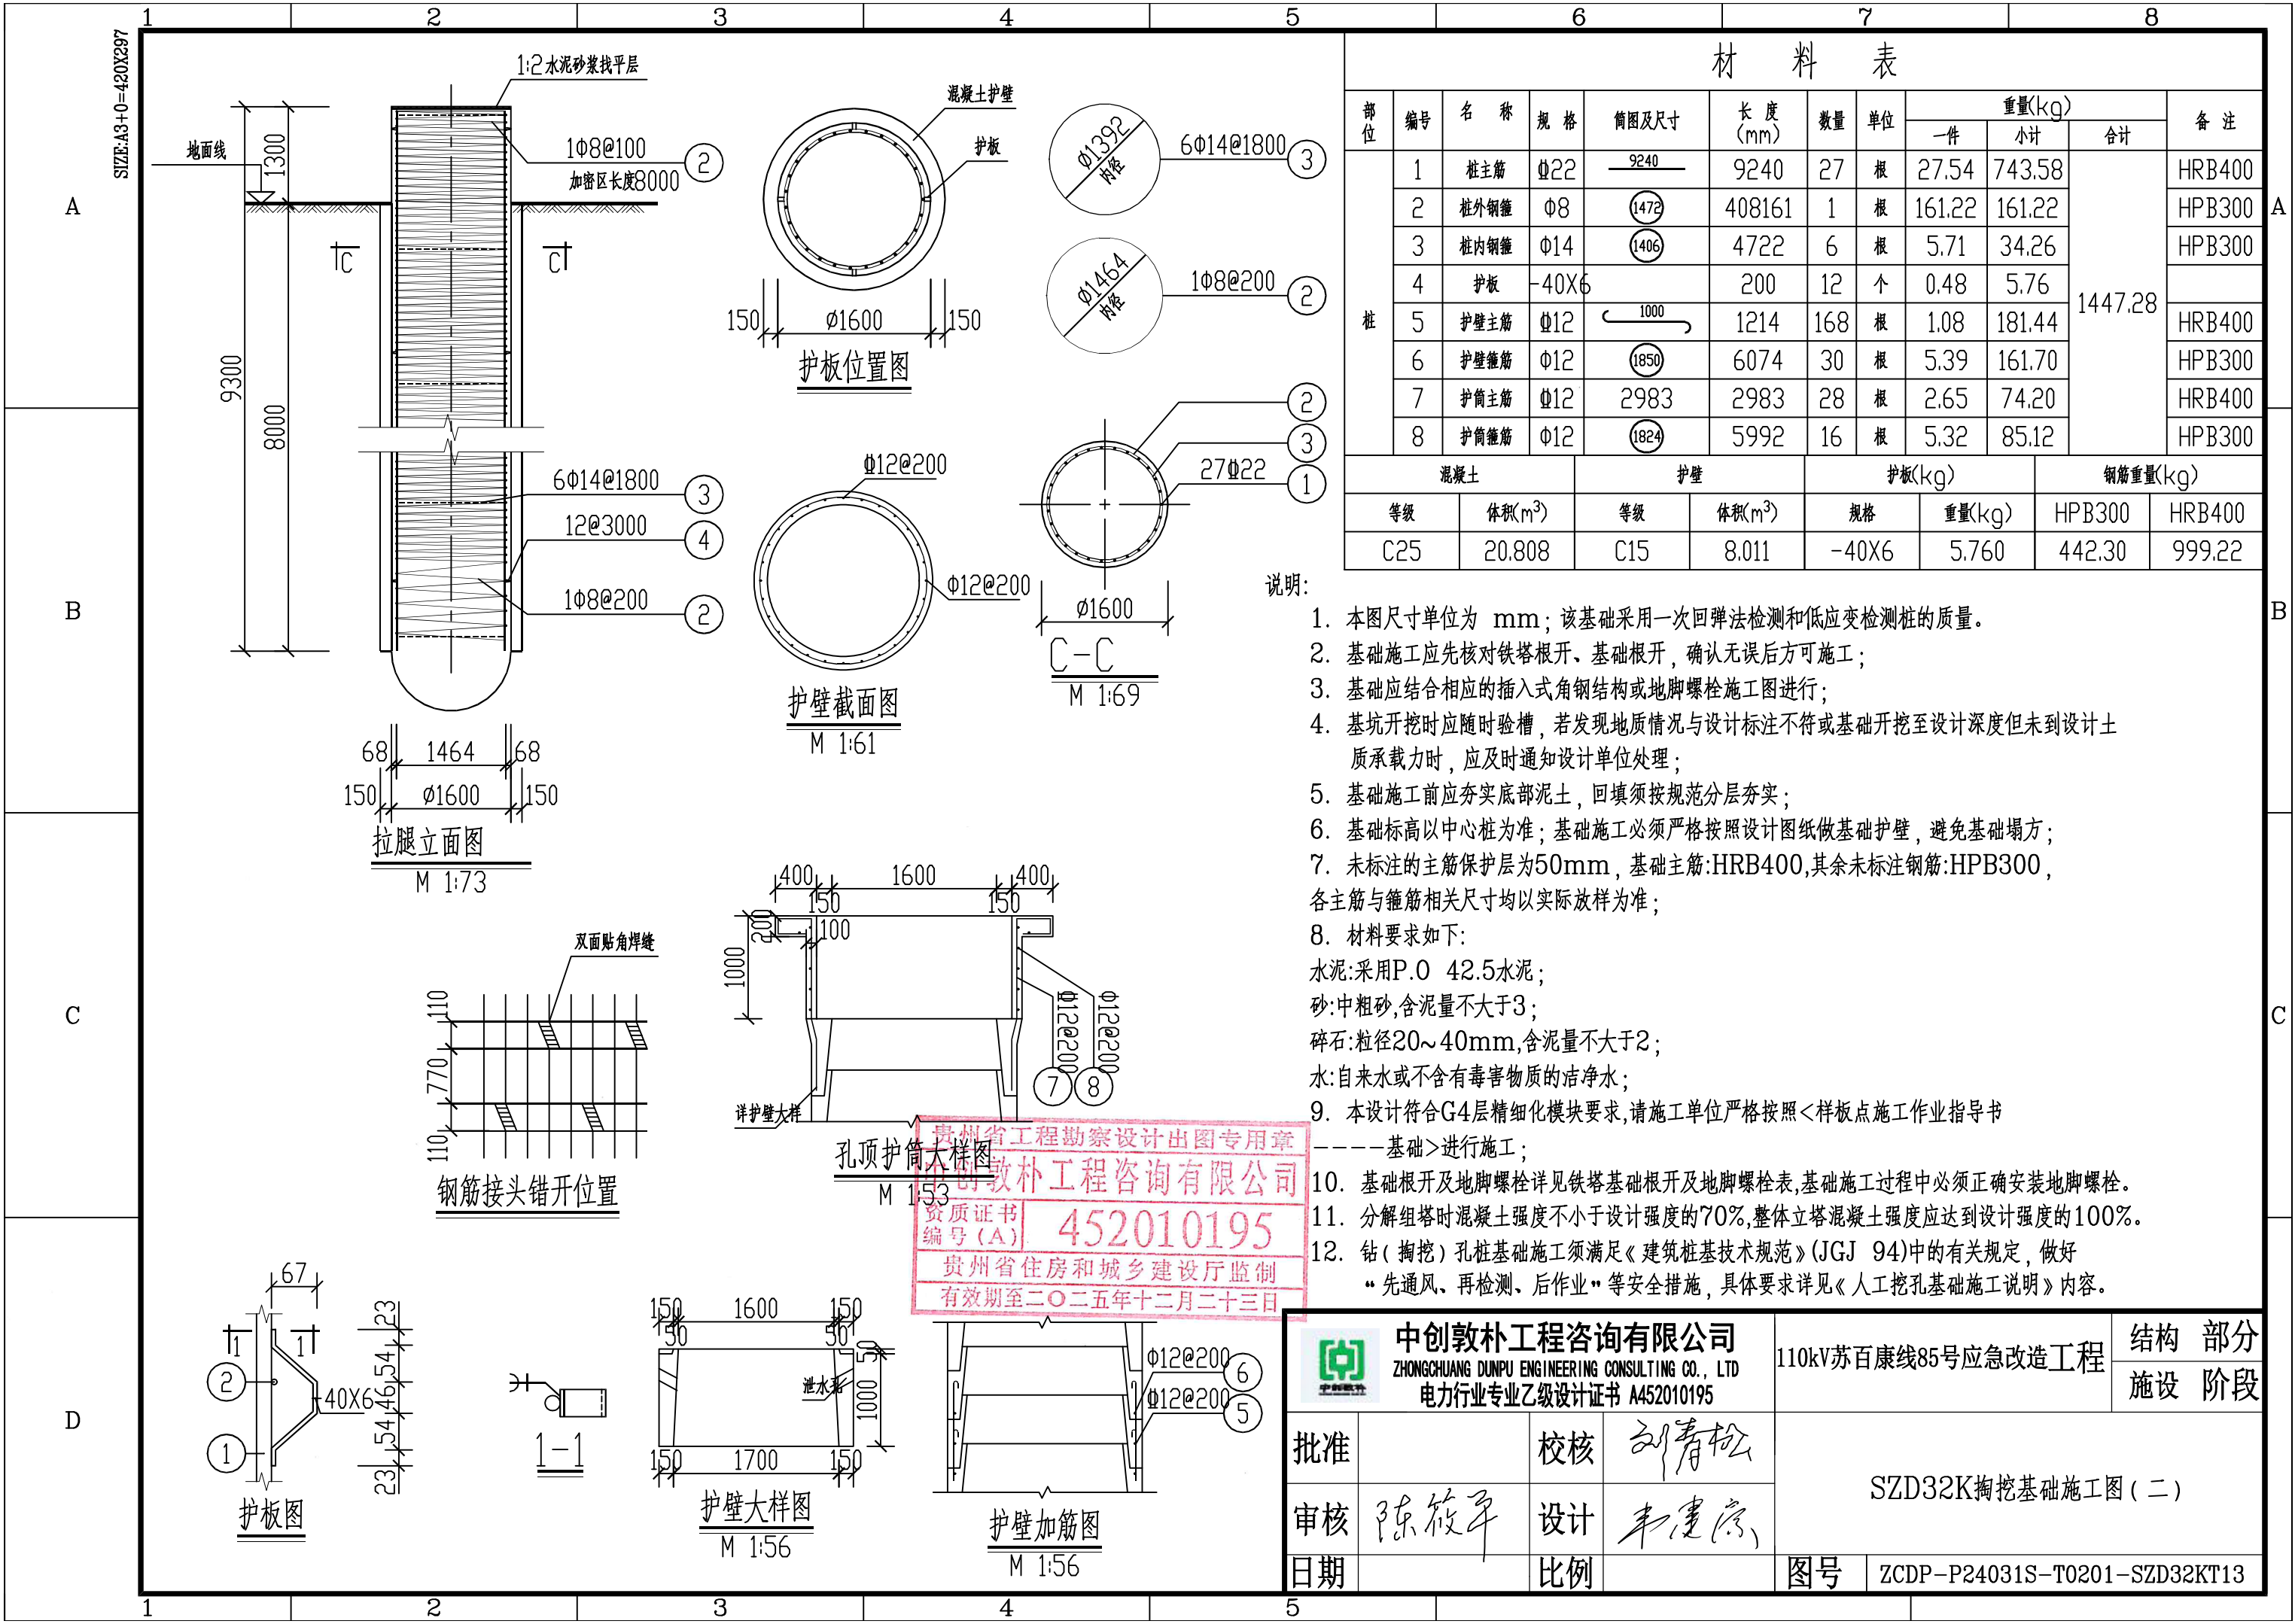 1 2 3 4 5 6 7 8
SIZE:A3+0=420X297
A
B
C
D
A
B
C
1:2水泥砂浆找平层
地面线
1300
1Φ8@100
加密区长度8000
2
C C
9300
8000
6Φ14@1800
3
12@3000
4
1Φ8@200
2
68 1464 68
150 Ø1600 150
拉腿立面图
M 1:73
混凝土护壁
护板
150 Ø1600 150
护板位置图
Ø1392
内径
6Φ14@1800
3
Ø1464
内径
1Φ8@200
2
Φ12@200
Φ12@200
护壁截面图
M 1:61
2
3
27Φ22
1
Ø1600
C-C
M 1:69
双面贴角焊缝
110
770
110
钢筋接头错开位置
400 1600 400
150 150
200
100
1000
Φ12@200
Φ12@200
7 8
详护壁大样
孔顶护筒大样图
M 1:53
贵州省工程勘察设计出图专用章
中创敦朴工程咨询有限公司
资质证书
编号(A)
452010195
贵州省住房和城乡建设厅监制
有效期至二〇二五年十二月二十三日
67
1 1
2
1
40X6
23
54
46
54
23
护板图
1-1
150 1600 150
50 50
50
泄水孔
1000
150 1700 150
护壁大样图
M 1:56
Φ12@200
6
Φ12@200
5
护壁加筋图
M 1:56
材 料 表
部位 编号 名 称 规 格 简图及尺寸 长 度(mm) 数量 单位 重量(kg) 备 注
一件 小计 合计
桩
1 桩主筋 Φ22 9240 9240 27 根 27.54 743.58 HRB400
2 桩外钢箍 Φ8 1472 408161 1 根 161.22 161.22 HPB300
3 桩内钢箍 Φ14 1406 4722 6 根 5.71 34.26 HPB300
4 护板 -40X6 200 12 个 0.48 5.76
1447.28
5 护壁主筋 Φ12 1000 1214 168 根 1.08 181.44 HRB400
6 护壁箍筋 Φ12 1850 6074 30 根 5.39 161.70 HPB300
7 护筒主筋 Φ12 2983 2983 28 根 2.65 74.20 HRB400
8 护筒箍筋 Φ12 1824 5992 16 根 5.32 85.12 HPB300
混凝土 护壁 护板(kg) 钢筋重量(kg)
等级 体积(m³) 等级 体积(m³) 规格 重量(kg) HPB300 HRB400
C25 20.808 C15 8.011 -40X6 5.760 442.30 999.22
说明:
1. 本图尺寸单位为 mm；该基础采用一次回弹法检测和低应变检测桩的质量。
2. 基础施工应先核对铁塔根开、基础根开，确认无误后方可施工；
3. 基础应结合相应的插入式角钢结构或地脚螺栓施工图进行；
4. 基坑开挖时应随时验槽，若发现地质情况与设计标注不符或基础开挖至设计深度但未到设计土
质承载力时，应及时通知设计单位处理；
5. 基础施工前应夯实底部泥土，回填须按规范分层夯实；
6. 基础标高以中心桩为准；基础施工必须严格按照设计图纸做基础护壁，避免基础塌方；
7. 未标注的主筋保护层为50mm，基础主筋:HRB400,其余未标注钢筋:HPB300，
各主筋与箍筋相关尺寸均以实际放样为准；
8. 材料要求如下:
水泥:采用P.O 42.5水泥；
砂:中粗砂,含泥量不大于3；
碎石:粒径20~40mm,含泥量不大于2；
水:自来水或不含有毒害物质的洁净水；
9. 本设计符合G4层精细化模块要求,请施工单位严格按照<样板点施工作业指导书
----基础>进行施工；
10. 基础根开及地脚螺栓详见铁塔基础根开及地脚螺栓表,基础施工过程中必须正确安装地脚螺栓。
11. 分解组塔时混凝土强度不小于设计强度的70%,整体立塔混凝土强度应达到设计强度的100%。
12. 钻(掏挖)孔桩基础施工须满足《建筑桩基技术规范》(JGJ 94)中的有关规定，做好
“先通风、再检测、后作业”等安全措施，具体要求详见《人工挖孔基础施工说明》内容。
中创敦朴
中创敦朴工程咨询有限公司
ZHONGCHUANG DUNPU ENGINEERING CONSULTING CO., LTD
电力行业专业乙级设计证书 A452010195
110kV苏百康线85号应急改造工程
结构 部分
施设 阶段
批准 校核 刘青松
审核 陈筱平 设计
SZD32K掏挖基础施工图(二)
日期 比例
图号 ZCDP-P24031S-T0201-SZD32KT13
1 2 3 4 5